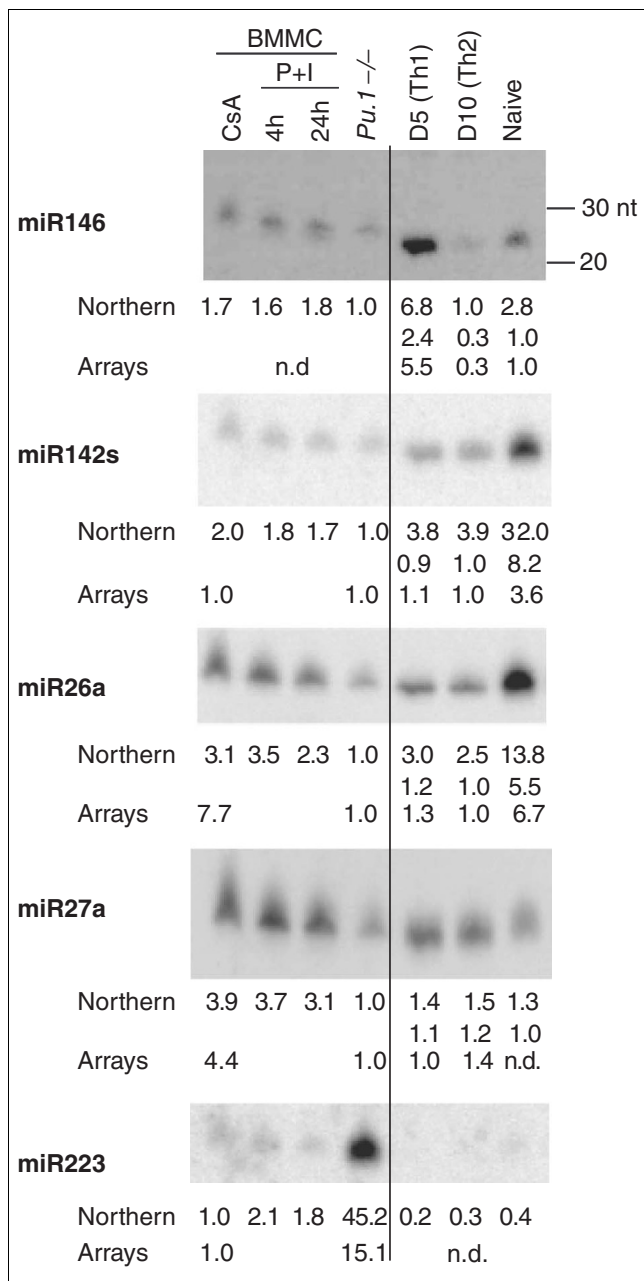 BMMC
P+I
CsA 4h 24h Pu.1 –/– D5 (Th1) D10 (Th2) Naive
miR146
30 nt
20
Northern 1.7 1.6 1.8 1.0 6.8 1.0 2.8
2.4 0.3 1.0
Arrays n.d 5.5 0.3 1.0
miR142s
Northern 2.0 1.8 1.7 1.0 3.8 3.9 32.0
0.9 1.0 8.2
Arrays 1.0 1.0 1.1 1.0 3.6
miR26a
Northern 3.1 3.5 2.3 1.0 3.0 2.5 13.8
1.2 1.0 5.5
Arrays 7.7 1.0 1.3 1.0 6.7
miR27a
Northern 3.9 3.7 3.1 1.0 1.4 1.5 1.3
1.1 1.2 1.0
Arrays 4.4 1.0 1.0 1.4 n.d.
miR223
Northern 1.0 2.1 1.8 45.2 0.2 0.3 0.4
Arrays 1.0 15.1 n.d.